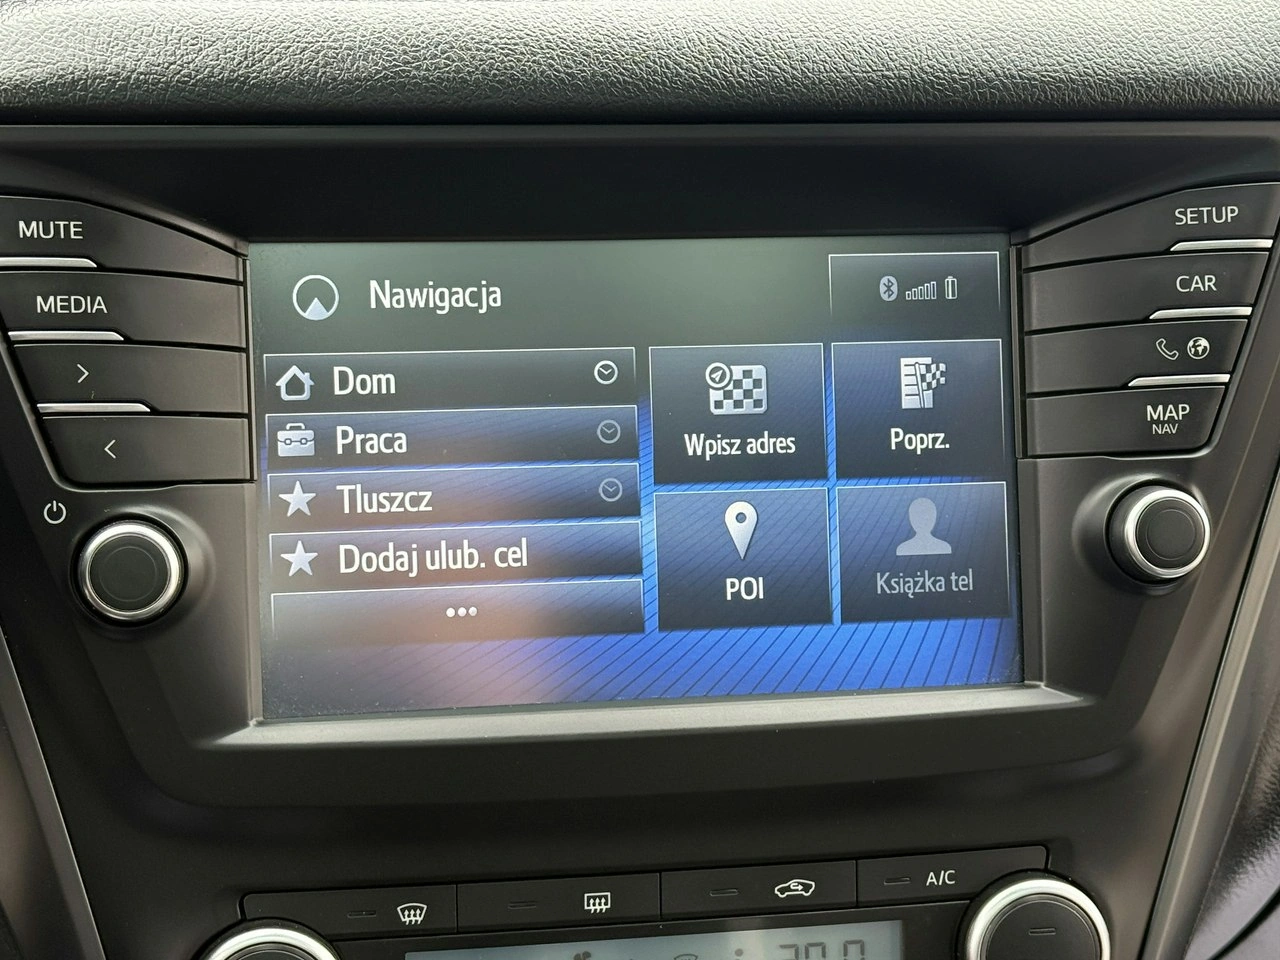 MUTE
MEDIA
SETUP
CAR
MAP
NAV
Nawigacja
Dom
Praca
Tluszcz
Dodaj ulub. cel
Wpisz adres
Poprz.
POI
Książka tel
A/C